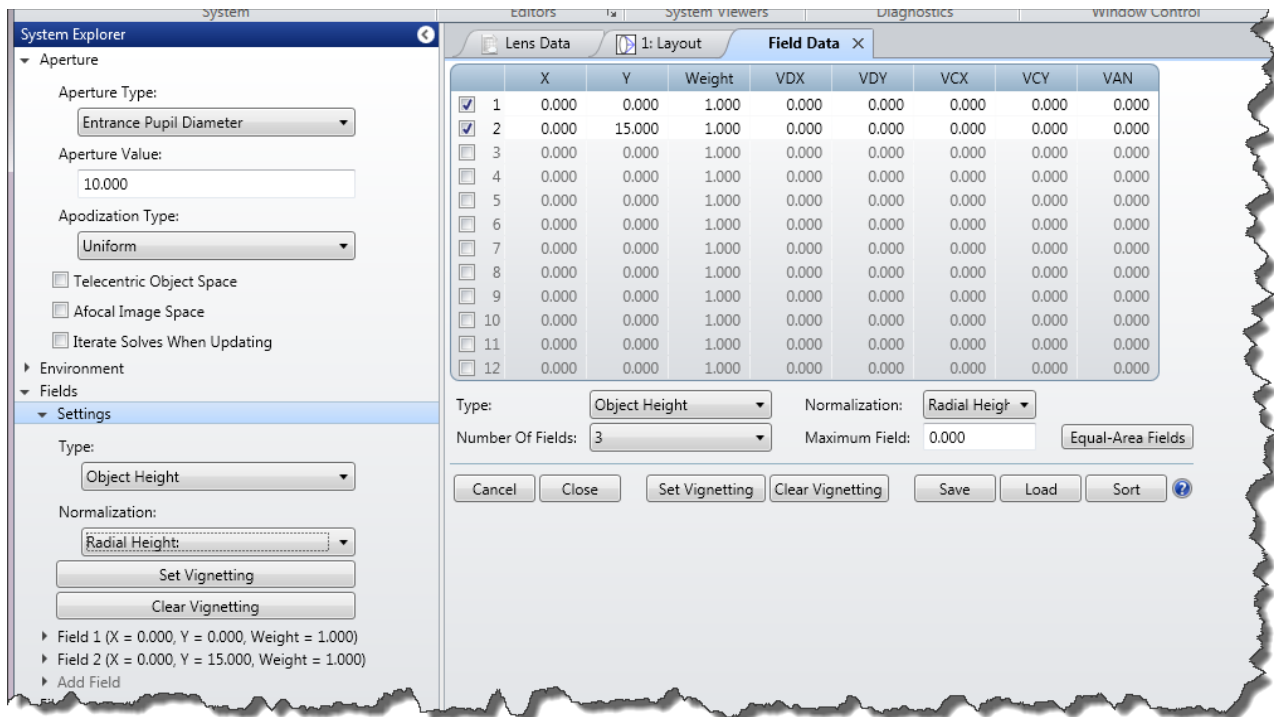 System Editors System Viewers Diagnostics Window Control
System Explorer
Aperture
Aperture Type:
Entrance Pupil Diameter
Aperture Value:
10.000
Apodization Type:
Uniform
Telecentric Object Space
Afocal Image Space
Iterate Solves When Updating
Environment
Fields
Settings
Type:
Object Height
Normalization:
Radial Height:
Set Vignetting
Clear Vignetting
Field 1 (X = 0.000, Y = 0.000, Weight = 1.000)
Field 2 (X = 0.000, Y = 15.000, Weight = 1.000)
Add Field
Lens Data 1: Layout Field Data
X Y Weight VDX VDY VCX VCY VAN
1 0.000 0.000 1.000 0.000 0.000 0.000 0.000 0.000
2 0.000 15.000 1.000 0.000 0.000 0.000 0.000 0.000
3 0.000 0.000 1.000 0.000 0.000 0.000 0.000 0.000
4 0.000 0.000 1.000 0.000 0.000 0.000 0.000 0.000
5 0.000 0.000 1.000 0.000 0.000 0.000 0.000 0.000
6 0.000 0.000 1.000 0.000 0.000 0.000 0.000 0.000
7 0.000 0.000 1.000 0.000 0.000 0.000 0.000 0.000
8 0.000 0.000 1.000 0.000 0.000 0.000 0.000 0.000
9 0.000 0.000 1.000 0.000 0.000 0.000 0.000 0.000
10 0.000 0.000 1.000 0.000 0.000 0.000 0.000 0.000
11 0.000 0.000 1.000 0.000 0.000 0.000 0.000 0.000
12 0.000 0.000 1.000 0.000 0.000 0.000 0.000 0.000
Type: Object Height Normalization: Radial Heigh
Number Of Fields: 3 Maximum Field: 0.000 Equal-Area Fields
Cancel Close Set Vignetting Clear Vignetting Save Load Sort ?